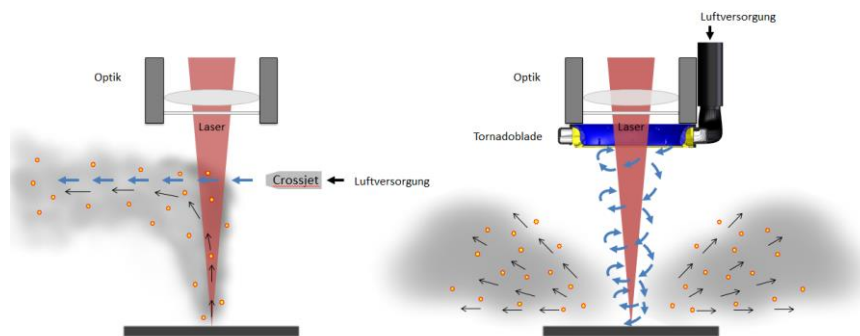 Optik
Laser
Crossjet
Luftversorgung
Luftversorgung
Optik
Laser
Tornadoblade